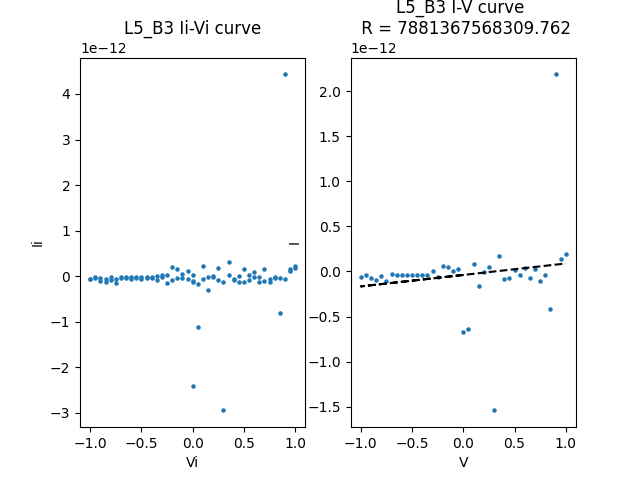 L5_B3 Ii-Vi curve
1e−12
4
3
2
1
0
−1
−2
−3
−1.0 −0.5 0.0 0.5 1.0
Vi
Ii
L5_B3 I-V curve
R = 7881367568309.762
1e−12
2.0
1.5
1.0
0.5
0.0
−0.5
−1.0
−1.5
−1.0 −0.5 0.0 0.5 1.0
V
I